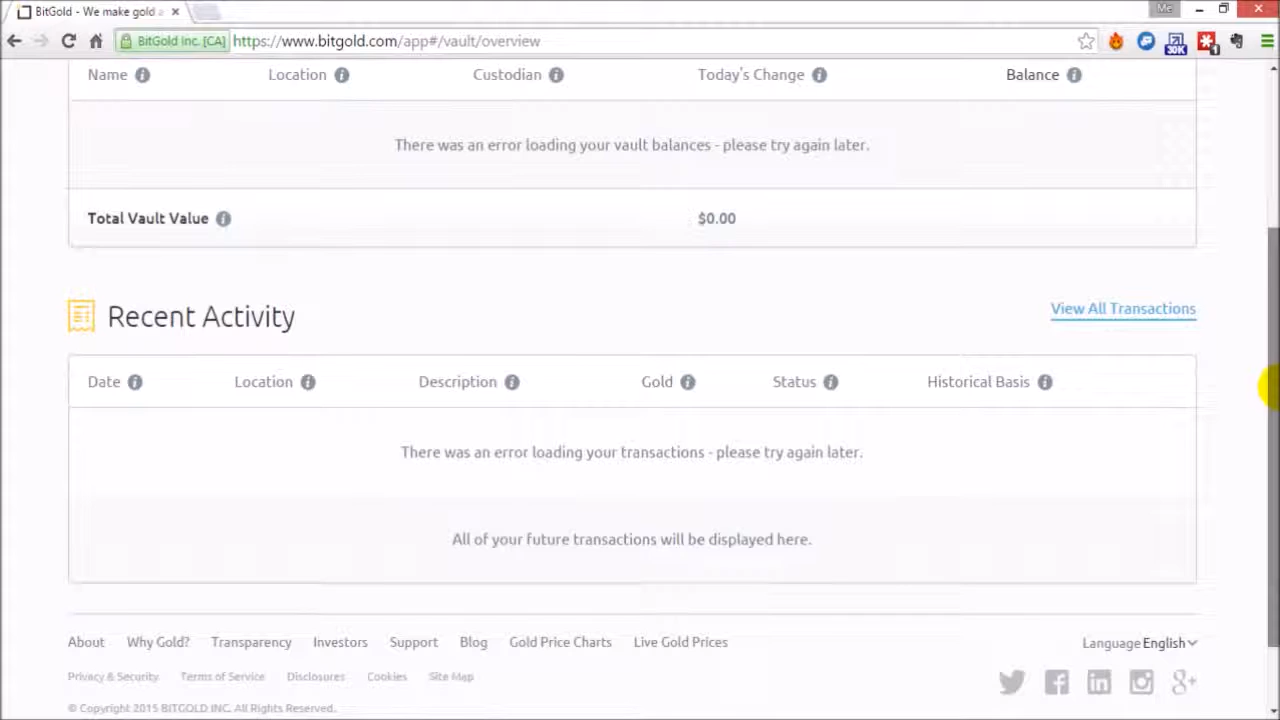 BitGold - We make gold a
Me
BitGold Inc. [CA] https://www.bitgold.com/app#/vault/overview
30K
1
Name Location Custodian Today's Change Balance
There was an error loading your vault balances - please try again later.
Total Vault Value $0.00
Recent Activity View All Transactions
Date Location Description Gold Status Historical Basis
There was an error loading your transactions - please try again later.
All of your future transactions will be displayed here.
About Why Gold? Transparency Investors Support Blog Gold Price Charts Live Gold Prices Language English
Privacy & Security Terms of Service Disclosures Cookies Site Map
© Copyright 2015 BITGOLD INC. All Rights Reserved.